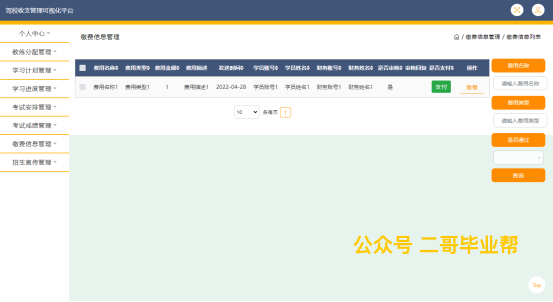 驾校收支管理可视化平台
个人中心
教练分配管理
学习计划管理
学习进度管理
考试安排管理
考试成绩管理
缴费信息管理
招生宣传管理
缴费信息管理
/ 缴费信息管理 / 缴费信息列表
费用名称 费用类型 费用金额 费用描述 发送时间 学员账号 学员姓名 财务账号 财务姓名 是否审核 审核回复 是否支付 操作
费用名称1 费用类型1 1 费用描述1 2022-04-28 学员账号1 学员姓名1 财务账号1 财务姓名1 是 支付
10 条每页 1
费用名称
请输入费用名称
费用类型
请输入费用类型
是否通过
查询
公众号 二哥毕业帮
Top